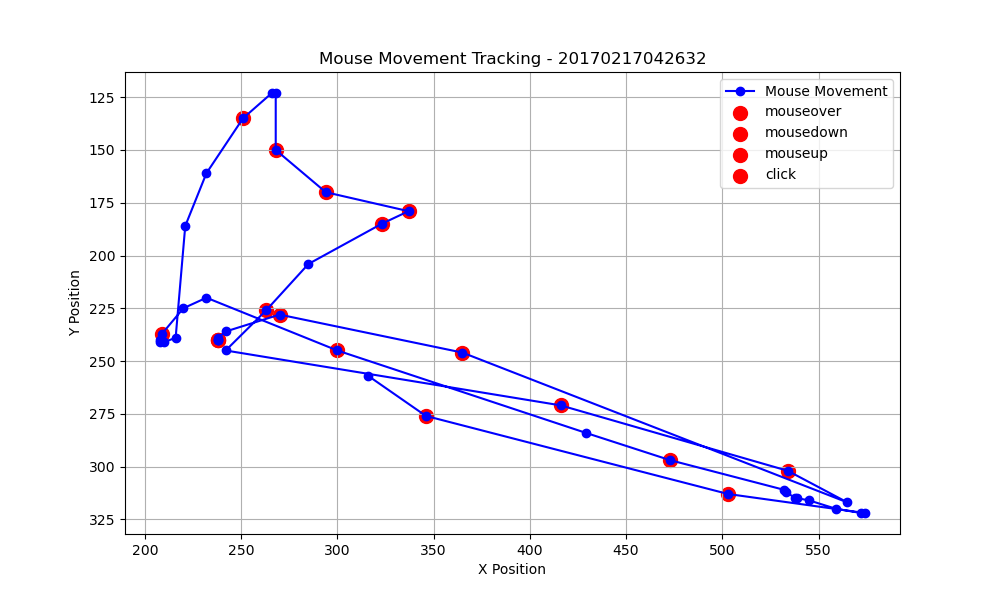 Mouse Movement Tracking - 20170217042632
Mouse Movement
mouseover
mousedown
mouseup
click
125
150
175
200
225
250
275
300
325
Y Position
200
250
300
350
400
450
500
550
X Position